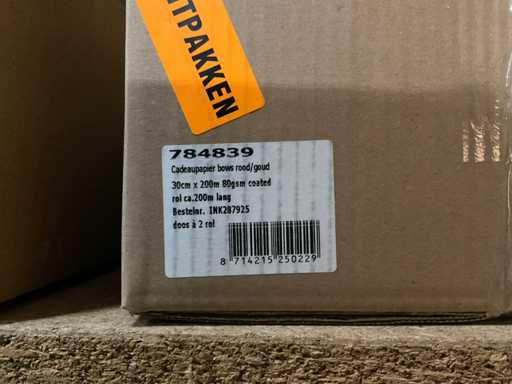 ITPAKKEN
784839
Cadeaupapier bows rood/goud
30cm x 200m 80gsm coated
rol ca.200m lang
Bestelnr. INK287925
doos à 2 rol
8 714215 250229